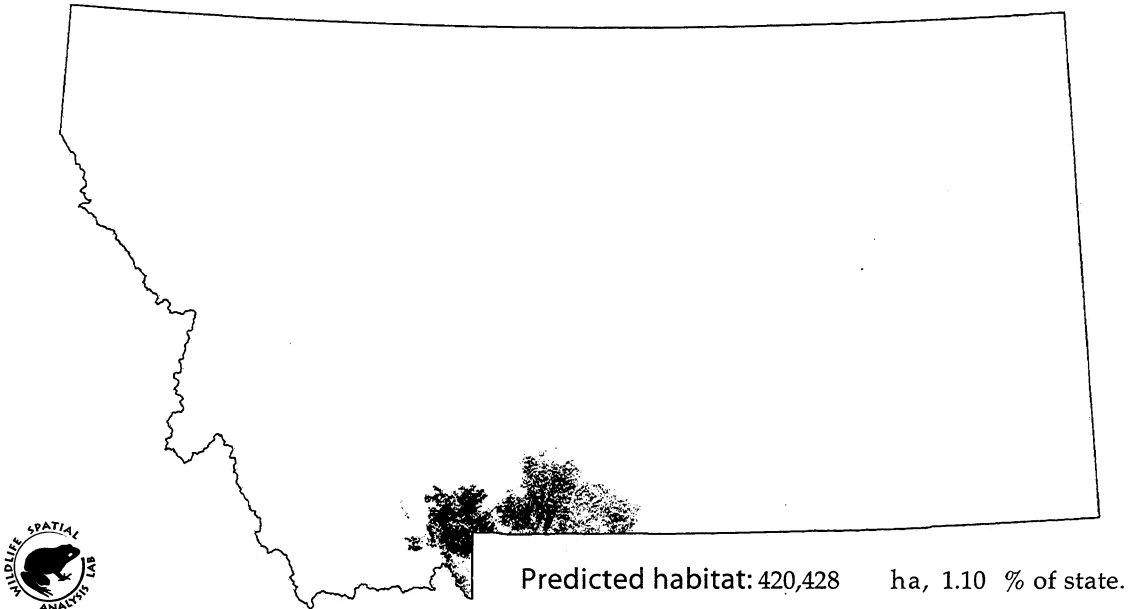 WILDLIFE SPATIAL ANALYSIS LAB
Predicted habitat: 420,428 ha, 1.10 % of state.